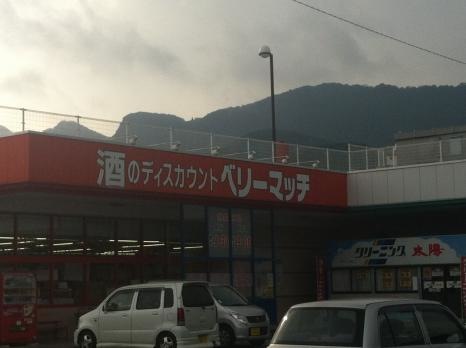 酒のディスカウントベリーマッチ
クリーニング 太陽